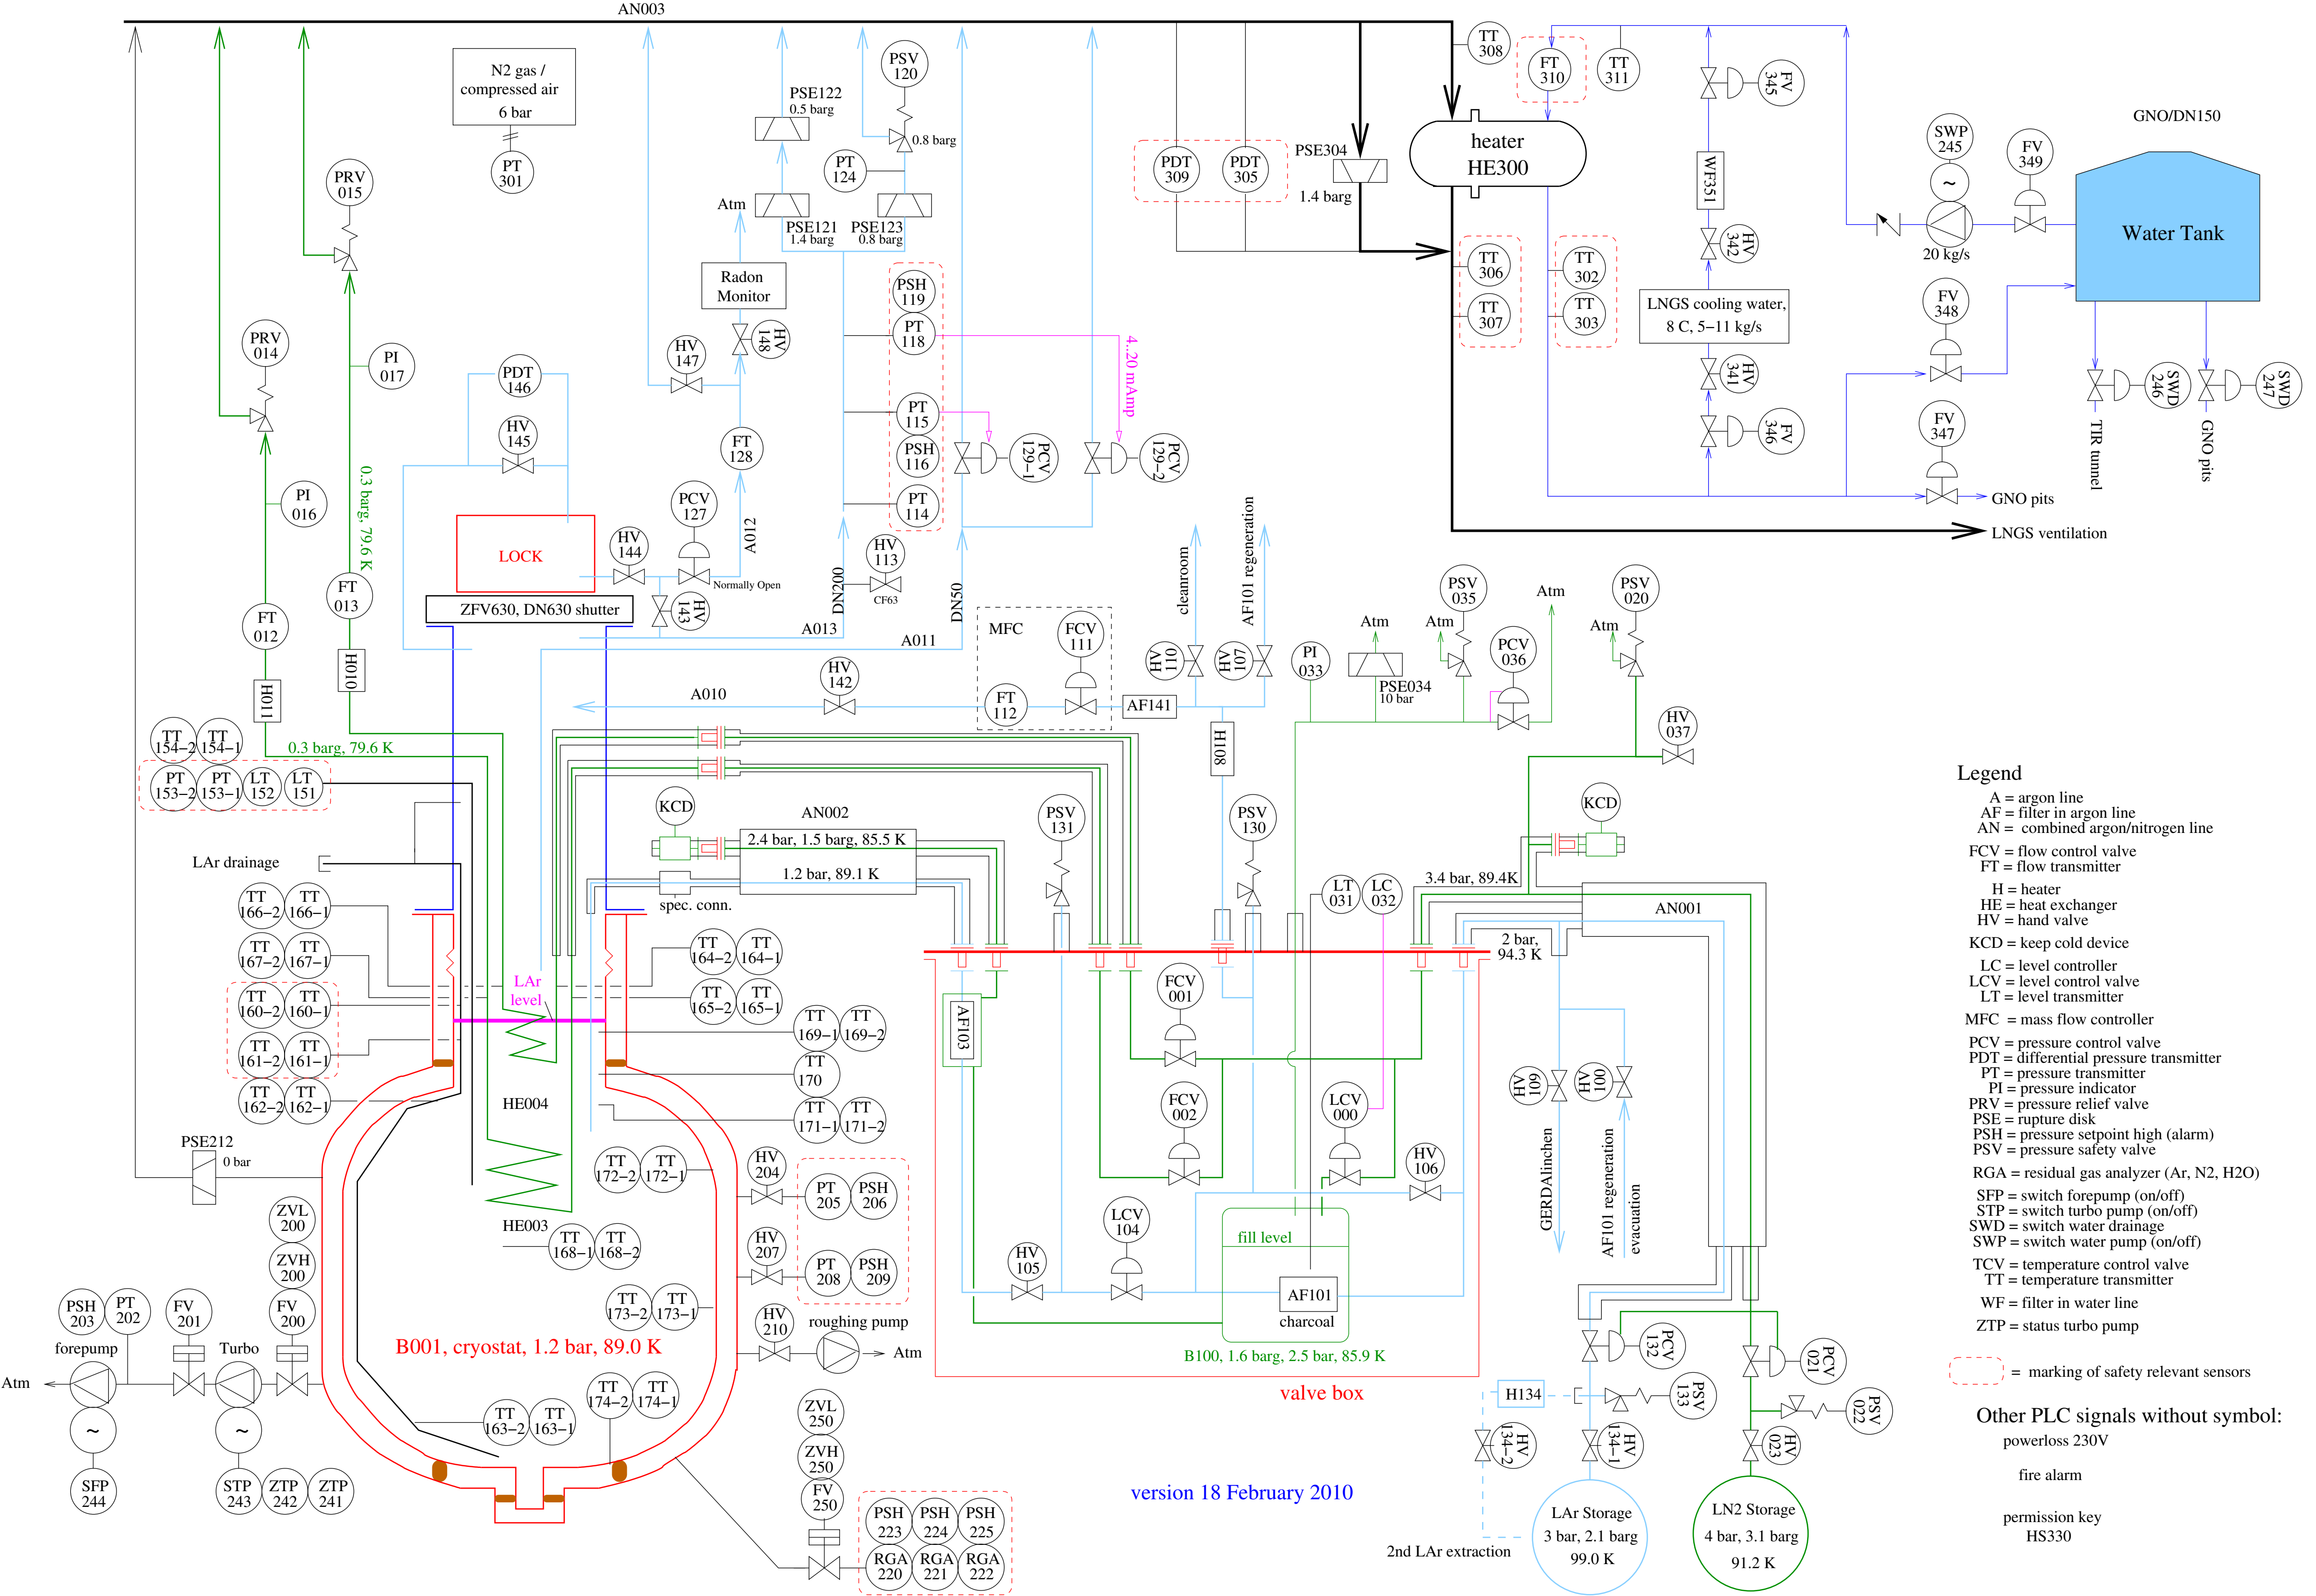 AN003
N2 gas /
compressed air
6 bar
PT
301
PRV
015
PRV
014
PI
017
PI
016
0.3 barg, 79.6 K
FT
013
FT
012
H010
H011
0.3 barg, 79.6 K
PSE122
0.5 barg
PSV
120
0.8 barg
PT
124
PSE121
1.4 barg
PSE123
0.8 barg
Atm
Radon
Monitor
HV
148
HV
147
PDT
146
HV
145
LOCK
ZFV630, DN630 shutter
HV
144
HV
143
PCV
127
Normally Open
FT
128
A012
PSH
119
PT
118
PT
115
PSH
116
PT
114
4..20 mAmp
PCV
129-1
PCV
129-2
HV
113
CF63
DN200
DN50
A013
A011
A010
HV
142
MFC
FCV
111
FT
112
AF141
cleanroom
AF101 regeneration
HV
110
HV
107
H108
PDT
309
PDT
305
PSE304
1.4 barg
TT
308
heater
HE300
FT
310
TT
311
TT
306
TT
307
TT
302
TT
303
FV
345
WF351
HV
342
LNGS cooling water,
8 C, 5-11 kg/s
HV
341
FV
346
SWP
245
~
20 kg/s
FV
349
GNO/DN150
Water Tank
FV
348
FV
347
SWD
246
SWD
247
TIR tunnel
GNO pits
GNO pits
LNGS ventilation
PI
033
Atm
PSE034
10 bar
PSV
035
Atm
PCV
036
Atm
PSV
020
Atm
HV
037
TT
154-2
TT
154-1
PT
153-2
PT
153-1
LT
152
LT
151
LAr drainage
TT
166-2
TT
166-1
TT
167-2
TT
167-1
TT
160-2
TT
160-1
TT
161-2
TT
161-1
TT
162-2
TT
162-1
PSE212
0 bar
KCD
AN002
2.4 bar, 1.5 barg, 85.5 K
1.2 bar, 89.1 K
spec. conn.
TT
164-2
TT
164-1
TT
165-2
TT
165-1
LAr
level
TT
169-1
TT
169-2
TT
170
TT
171-1
TT
171-2
HE004
HE003
TT
172-2
TT
172-1
TT
168-1
TT
168-2
TT
173-2
TT
173-1
B001, cryostat, 1.2 bar, 89.0 K
TT
174-2
TT
174-1
TT
163-2
TT
163-1
HV
204
PT
205
PSH
206
HV
207
PT
208
PSH
209
HV
210
roughing pump
Atm
ZVL
200
ZVH
200
FV
200
FV
201
PSH
203
PT
202
forepump
Turbo
Atm
~
~
SFP
244
STP
243
ZTP
242
ZTP
241
ZVL
250
ZVH
250
FV
250
PSH
223
PSH
224
PSH
225
RGA
220
RGA
221
RGA
222
PSV
131
PSV
130
LT
031
LC
032
3.4 bar, 89.4K
KCD
AN001
2 bar,
94.3 K
AF103
FCV
001
FCV
002
LCV
000
HV
106
LCV
104
HV
105
fill level
AF101
charcoal
B100, 1.6 barg, 2.5 bar, 85.9 K
valve box
HV
109
HV
100
GERDAlinchen
AF101 regeneration
evacuation
PCV
132
PCV
021
PSV
133
PSV
022
H134
HV
134-2
HV
134-1
HV
023
LAr Storage
3 bar, 2.1 barg
99.0 K
LN2 Storage
4 bar, 3.1 barg
91.2 K
2nd LAr extraction
version 18 February 2010
Legend
A = argon line
AF = filter in argon line
AN = combined argon/nitrogen line
FCV = flow control valve
FT = flow transmitter
H = heater
HE = heat exchanger
HV = hand valve
KCD = keep cold device
LC = level controller
LCV = level control valve
LT = level transmitter
MFC = mass flow controller
PCV = pressure control valve
PDT = differential pressure transmitter
PT = pressure transmitter
PI = pressure indicator
PRV = pressure relief valve
PSE = rupture disk
PSH = pressure setpoint high (alarm)
PSV = pressure safety valve
RGA = residual gas analyzer (Ar, N2, H2O)
SFP = switch forepump (on/off)
STP = switch turbo pump (on/off)
SWD = switch water drainage
SWP = switch water pump (on/off)
TCV = temperature control valve
TT = temperature transmitter
WF = filter in water line
ZTP = status turbo pump
= marking of safety relevant sensors
Other PLC signals without symbol:
powerloss 230V
fire alarm
permission key
HS330